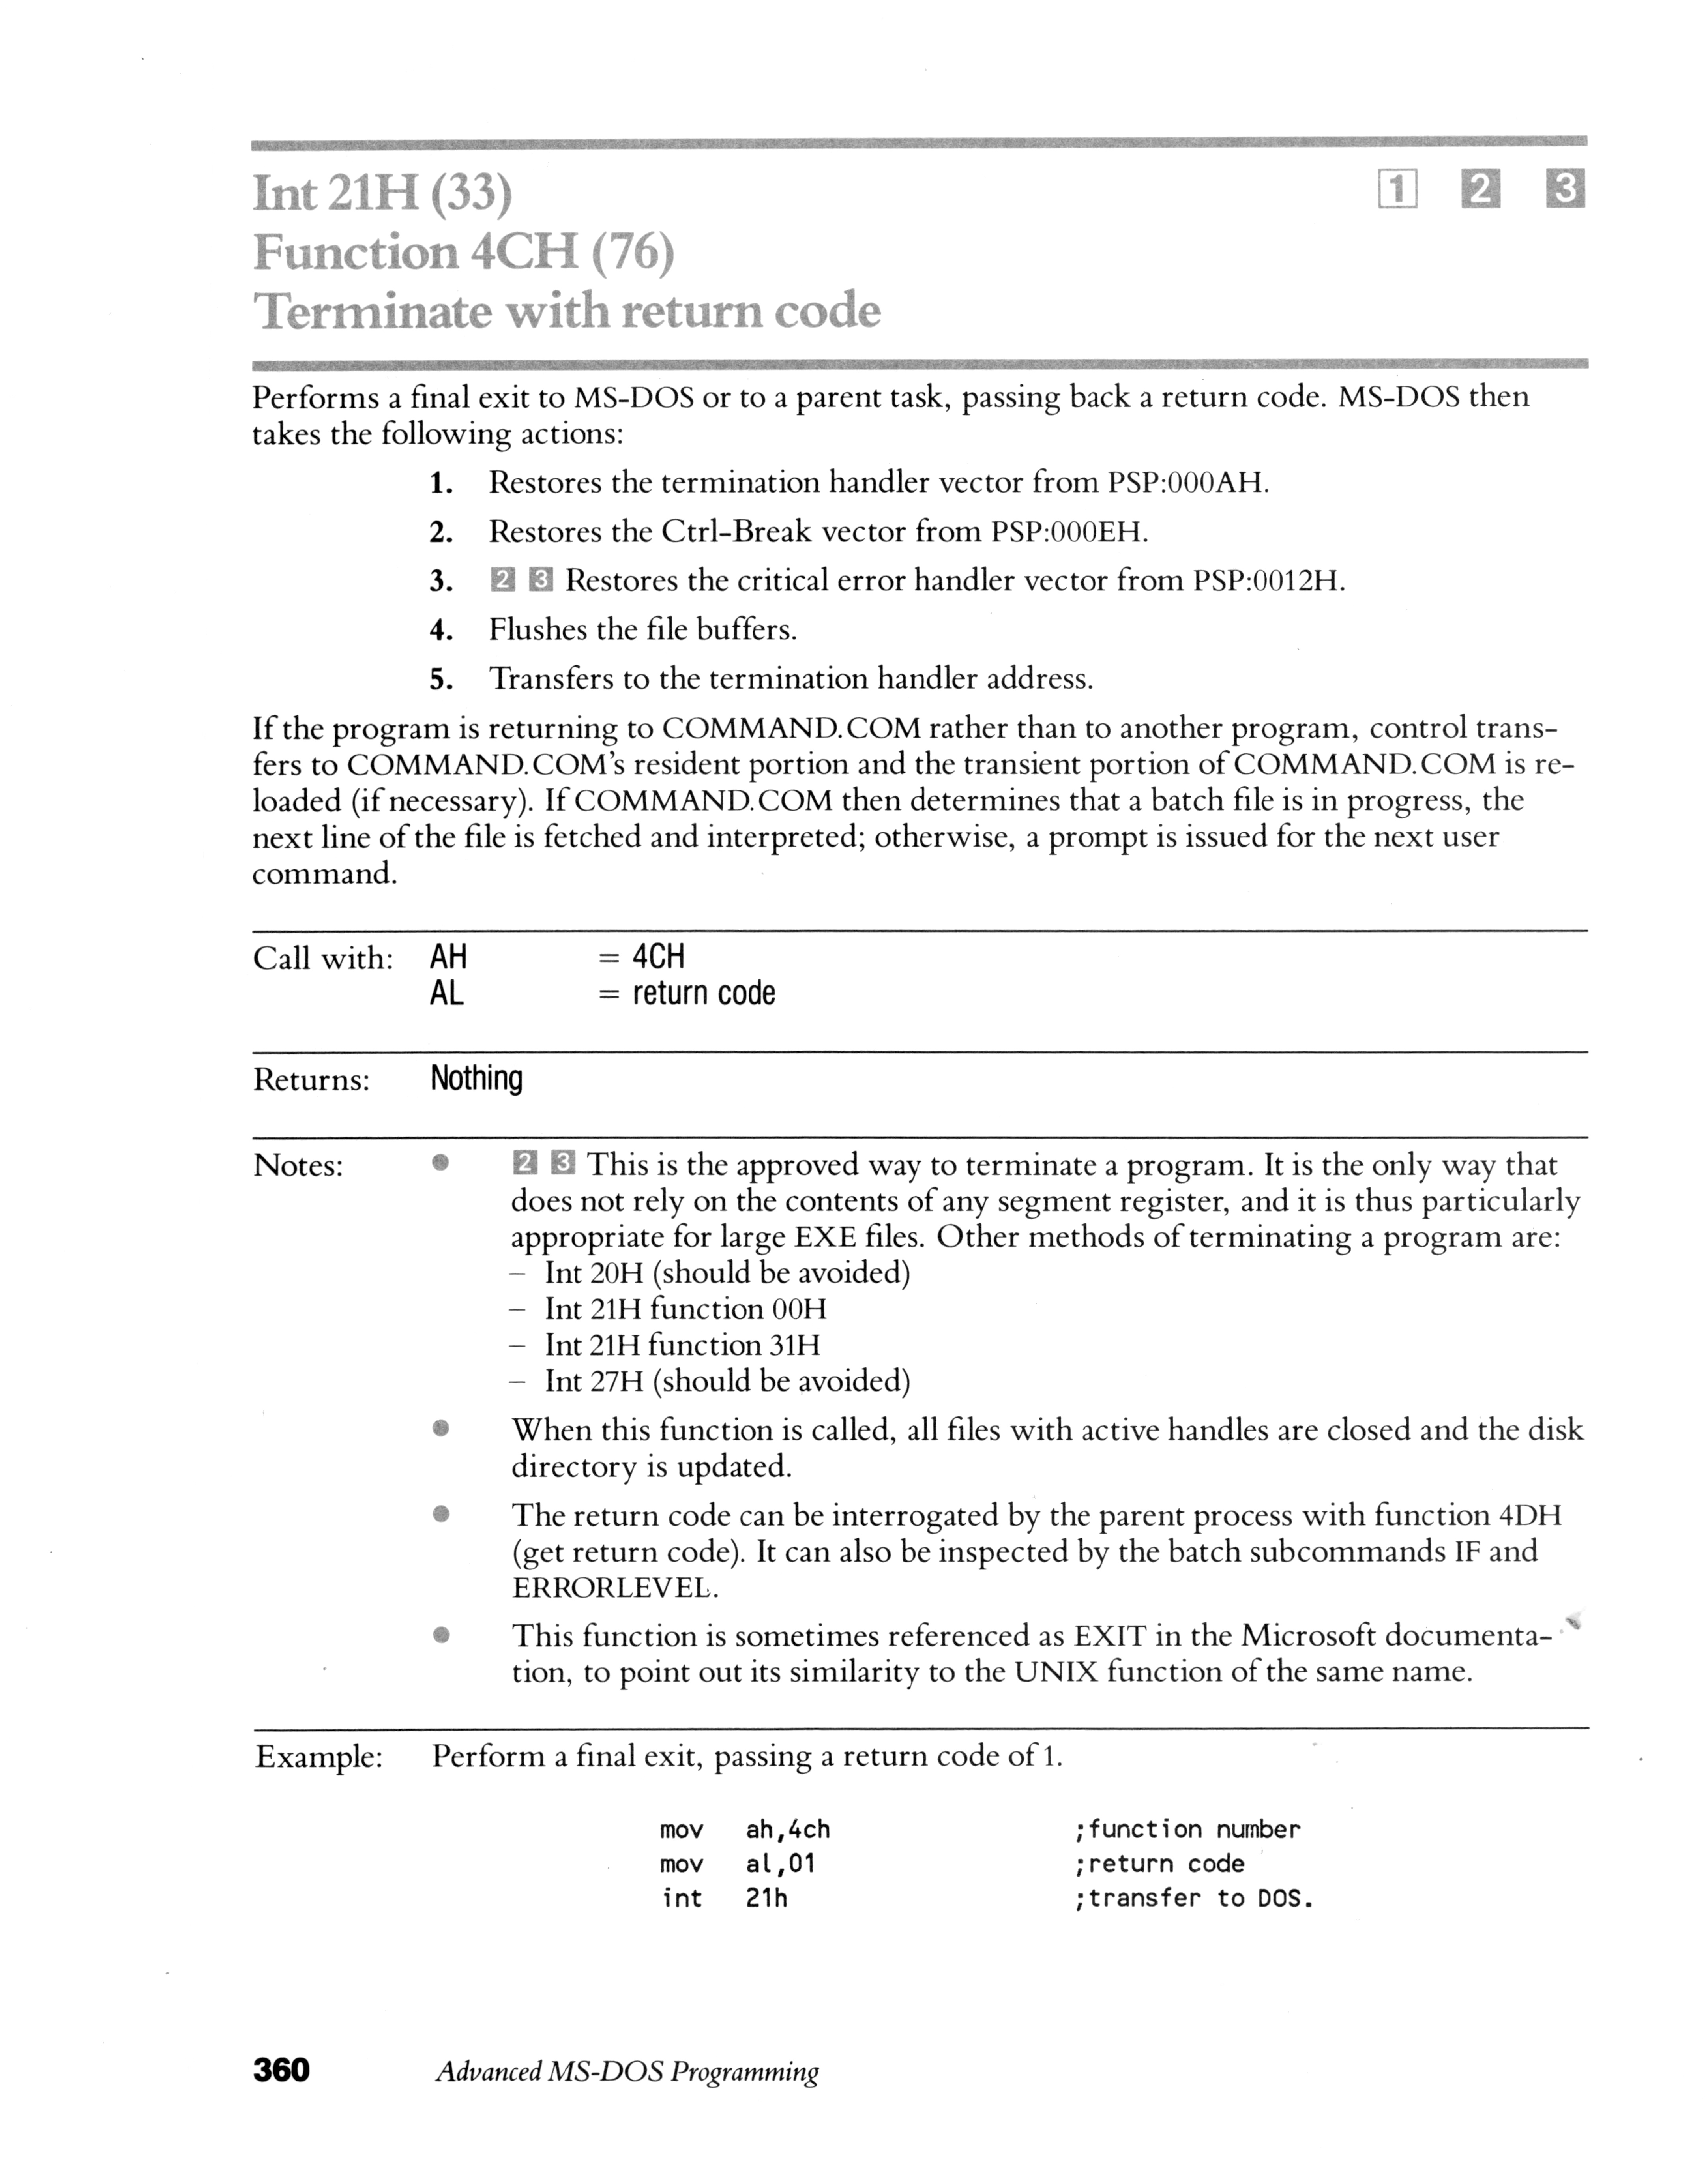 Int 21H (33) 1 2 3
Function 4CH (76)
Terminate with return code
Performs a final exit to MS-DOS or to a parent task, passing back a return code. MS-DOS then
takes the following actions:
1. Restores the termination handler vector from PSP:000AH.
2. Restores the Ctrl-Break vector from PSP:000EH.
3. 2 3 Restores the critical error handler vector from PSP:0012H.
4. Flushes the file buffers.
5. Transfers to the termination handler address.
If the program is returning to COMMAND.COM rather than to another program, control trans-
fers to COMMAND.COM's resident portion and the transient portion of COMMAND.COM is re-
loaded (if necessary). If COMMAND.COM then determines that a batch file is in progress, the
next line of the file is fetched and interpreted; otherwise, a prompt is issued for the next user
command.
Call with: AH = 4CH
AL = return code
Returns: Nothing
Notes: • 2 3 This is the approved way to terminate a program. It is the only way that
does not rely on the contents of any segment register, and it is thus particularly
appropriate for large EXE files. Other methods of terminating a program are:
– Int 20H (should be avoided)
– Int 21H function 00H
– Int 21H function 31H
– Int 27H (should be avoided)
• When this function is called, all files with active handles are closed and the disk
directory is updated.
• The return code can be interrogated by the parent process with function 4DH
(get return code). It can also be inspected by the batch subcommands IF and
ERRORLEVEL.
• This function is sometimes referenced as EXIT in the Microsoft documenta-
tion, to point out its similarity to the UNIX function of the same name.
Example: Perform a final exit, passing a return code of 1.
mov ah,4ch ;function number
mov al,01 ;return code
int 21h ;transfer to DOS.
360 Advanced MS-DOS Programming